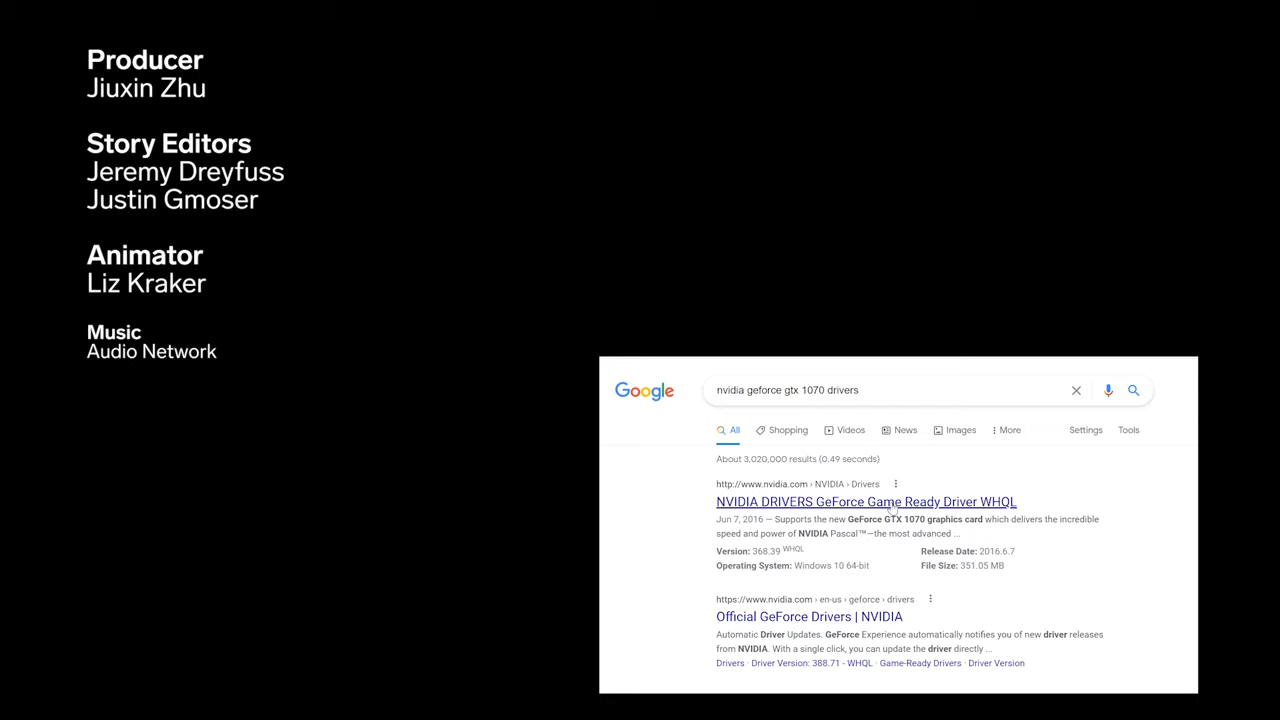 Producer
Jiuxin Zhu
Story Editors
Jeremy Dreyfuss
Justin Gmoser
Animator
Liz Kraker
Music
Audio Network
Google
nvidia geforce gtx 1070 drivers
All Shopping Videos News Images More Settings Tools
About 3,020,000 results (0.49 seconds)
http://www.nvidia.com › NVIDIA › Drivers
NVIDIA DRIVERS GeForce Game Ready Driver WHQL
Jun 7, 2016 — Supports the new GeForce GTX 1070 graphics card which delivers the incredible
speed and power of NVIDIA Pascal™—the most advanced ...
Version: 368.39 WHQL Release Date: 2016.6.7
Operating System: Windows 10 64-bit File Size: 351.05 MB
https://www.nvidia.com › en-us › geforce › drivers
Official GeForce Drivers | NVIDIA
Automatic Driver Updates. GeForce Experience automatically notifies you of new driver releases
from NVIDIA. With a single click, you can update the driver directly ...
Drivers · Driver Version: 388.71 - WHQL · Game-Ready Drivers · Driver Version